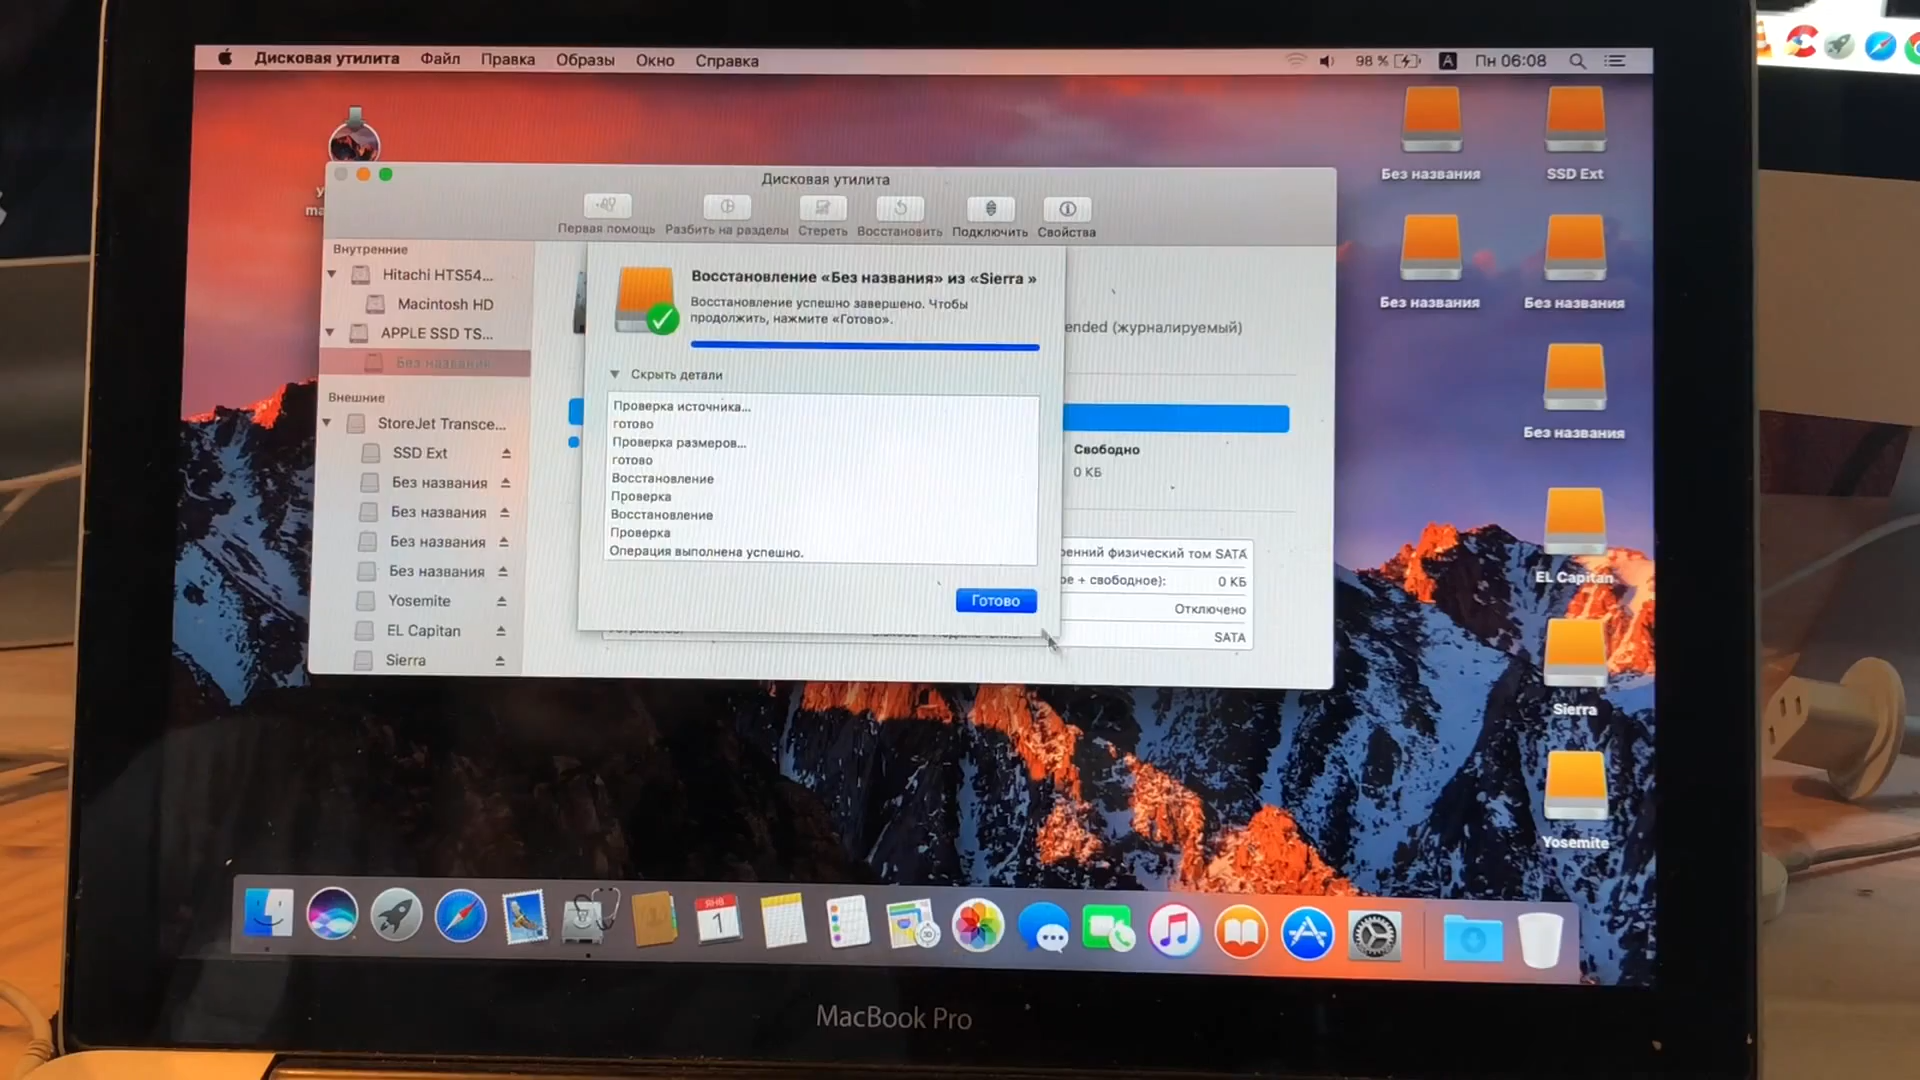 Дисковая утилита Файл Правка Образы Окно Справка
98 % A Пн 06:08
Дисковая утилита
Первая помощь Разбить на разделы Стереть Восстановить Подключить Свойства
Внутренние
Hitachi HTS54...
Macintosh HD
APPLE SSD TS...
Без названия
Внешние
StoreJet Transce...
SSD Ext
Без названия
Без названия
Без названия
Без названия
Yosemite
EL Capitan
Sierra
Восстановление «Без названия» из «Sierra »
Восстановление успешно завершено. Чтобы
продолжить, нажмите «Готово».
Скрыть детали
Проверка источника...
готово
Проверка размеров...
готово
Восстановление
Проверка
Восстановление
Проверка
Операция выполнена успешно.
Готово
ended (журналируемый)
Свободно
0 КБ
физический том SATA
+ свободное): 0 КБ
Отключено
SATA
Без названия SSD Ext
Без названия Без названия
Без названия
EL Capitan
Sierra
Yosemite
ЯНВ
1
MacBook Pro